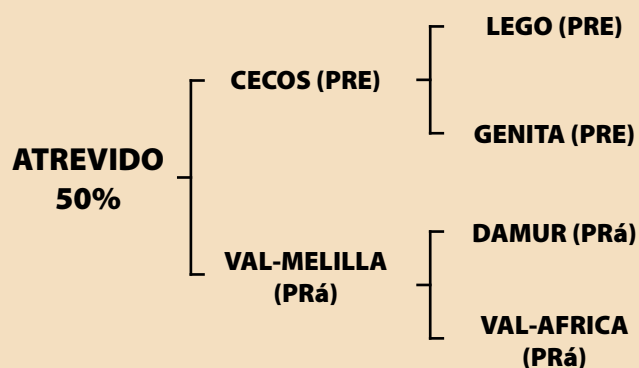 LEGO (PRE)
CECOS (PRE)
GENITA (PRE)
ATREVIDO
50%
DAMUR (PRá)
VAL-MELILLA
(PRá)
VAL-AFRICA
(PRá)